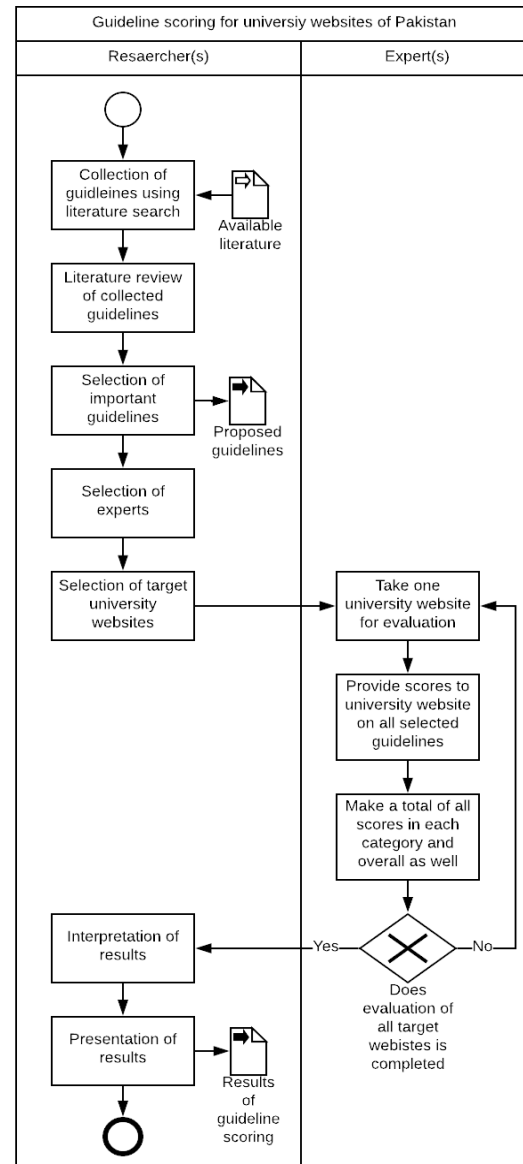 Guideline scoring for universiy websites of Pakistan
Resaercher(s)
Expert(s)
Collection of
guidleines using
literature search
Available
literature
Literature review
of collected
guidelines
Selection of
important
guidelines
Proposed
guidelines
Selection of
experts
Selection of target
university
websites
Take one
university website
for evaluation
Provide scores to
university website
on all selected
guidelines
Make a total of all
scores in each
category and
overall as well
Yes
No
Does
evaluation of
all target
webistes is
completed
Interpretation of
results
Presentation of
results
Results
of
guideline
scoring